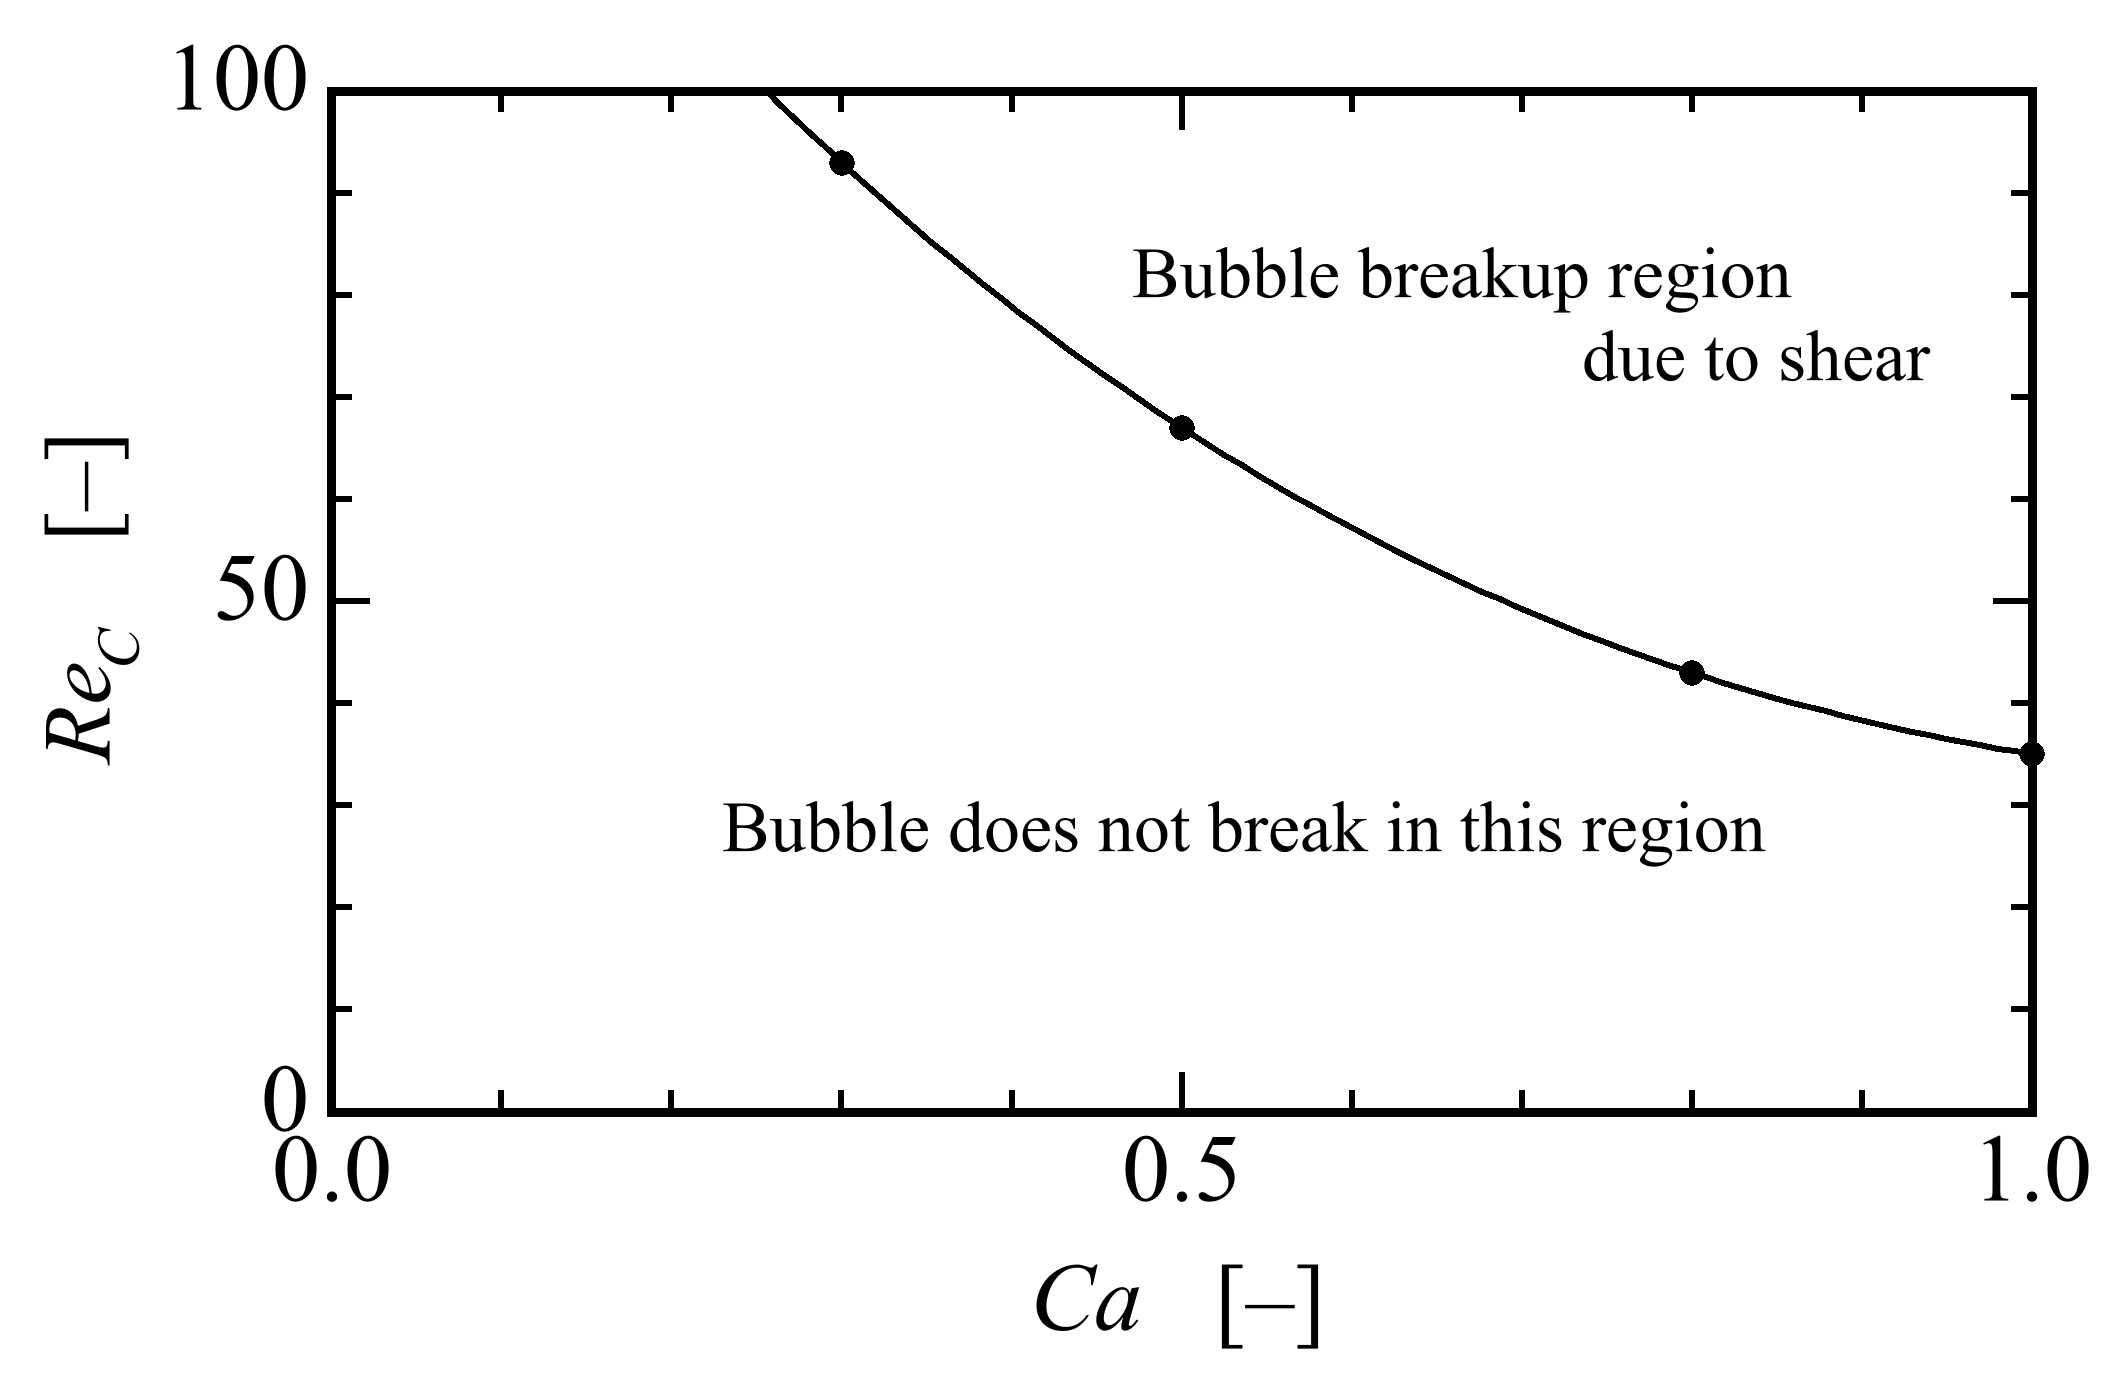 100
Bubble breakup region
due to shear
Re_C [–]
50
Bubble does not break in this region
0
0.0 0.5 1.0
Ca [–]